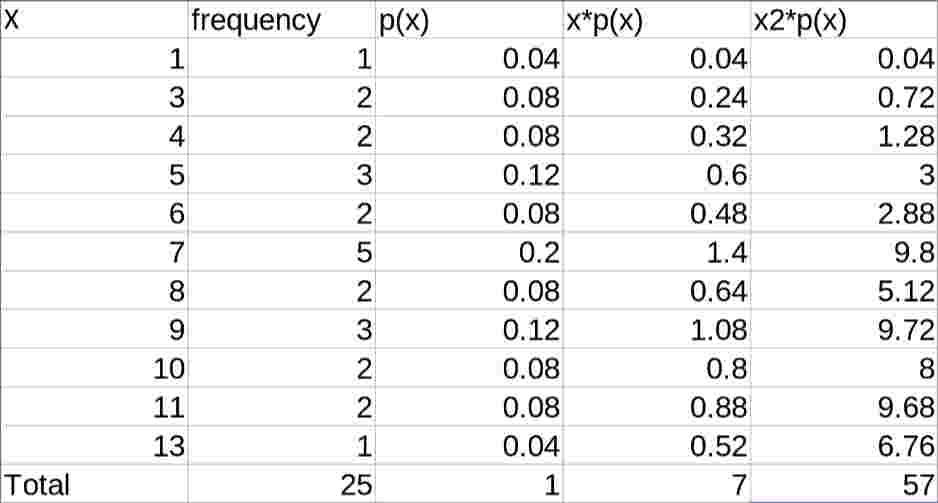 X frequency p(x) x*p(x) x2*p(x)
1 1 0.04 0.04 0.04
3 2 0.08 0.24 0.72
4 2 0.08 0.32 1.28
5 3 0.12 0.6 3
6 2 0.08 0.48 2.88
7 5 0.2 1.4 9.8
8 2 0.08 0.64 5.12
9 3 0.12 1.08 9.72
10 2 0.08 0.8 8
11 2 0.08 0.88 9.68
13 1 0.04 0.52 6.76
Total 25 1 7 57